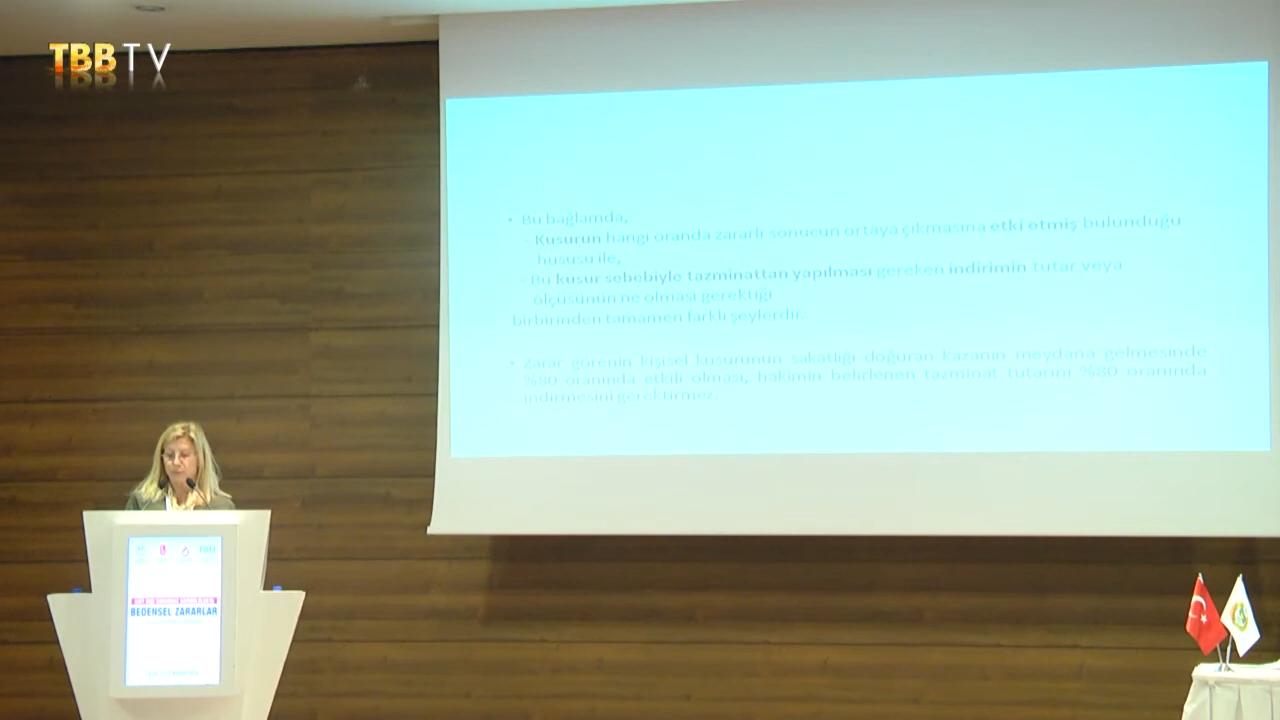 TBB TV
• Bu bağlamda,
- Kusurun hangi oranda zararlı sonucun ortaya çıkmasına etki etmiş bulunduğu
hususu ile,
- Bu kusur sebebiyle tazminattan yapılması gereken indirimin tutar veya
ölçüsünün ne olması gerektiği
birbirinden tamamen farklı şeylerdir.
• Zarar görenin kişisel kusurunun sakatlığı doğuran kazanın meydana gelmesinde
%80 oranında etkili olması, hakimin belirlenen tazminat tutarını %80 oranında
indirmesini gerektirmez.
BEDENSEL ZARARLAR